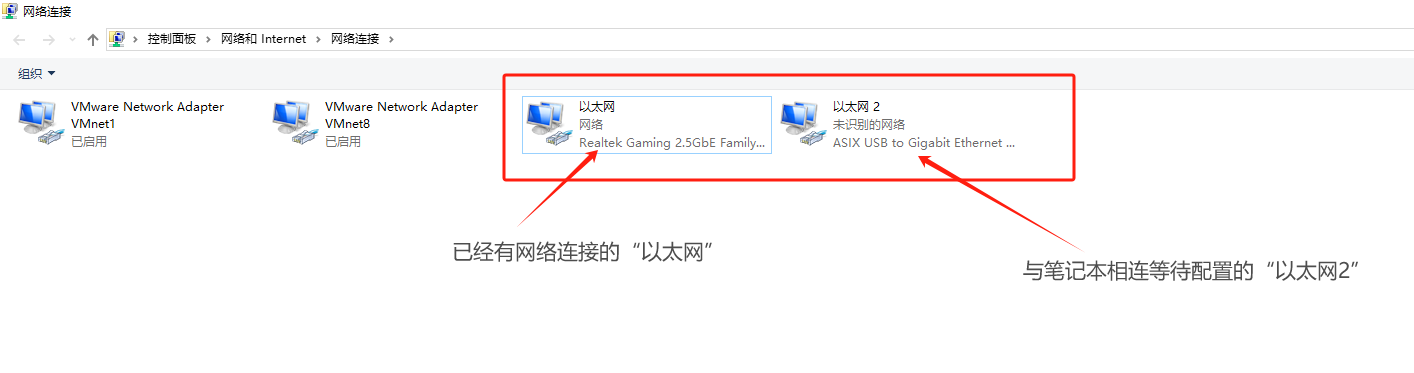 网络连接
控制面板 > 网络和 Internet > 网络连接 >
组织
VMware Network Adapter
VMnet1
已启用
VMware Network Adapter
VMnet8
已启用
以太网
网络
Realtek Gaming 2.5GbE Family...
以太网 2
未识别的网络
ASIX USB to Gigabit Ethernet ...
已经有网络连接的“以太网”
与笔记本相连等待配置的“以太网2”